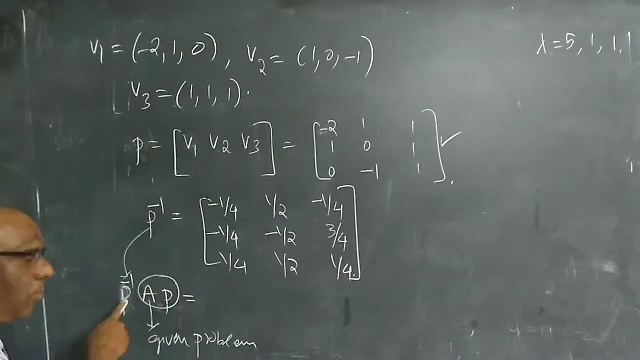 v₁ = (-2, 1, 0), v₂ = (1, 0, -1)
λ = 5, 1, 1
v₃ = (1, 1, 1).
p = [v₁ v₂ v₃] = [-2 1 1
1 0 1
0 -1 1] ✓.
p⁻¹ = [-1/4 1/2 -1/4
-1/4 -1/2 3/4
-1/4 1/2 1/4]
p⁻¹ A p =
given problem